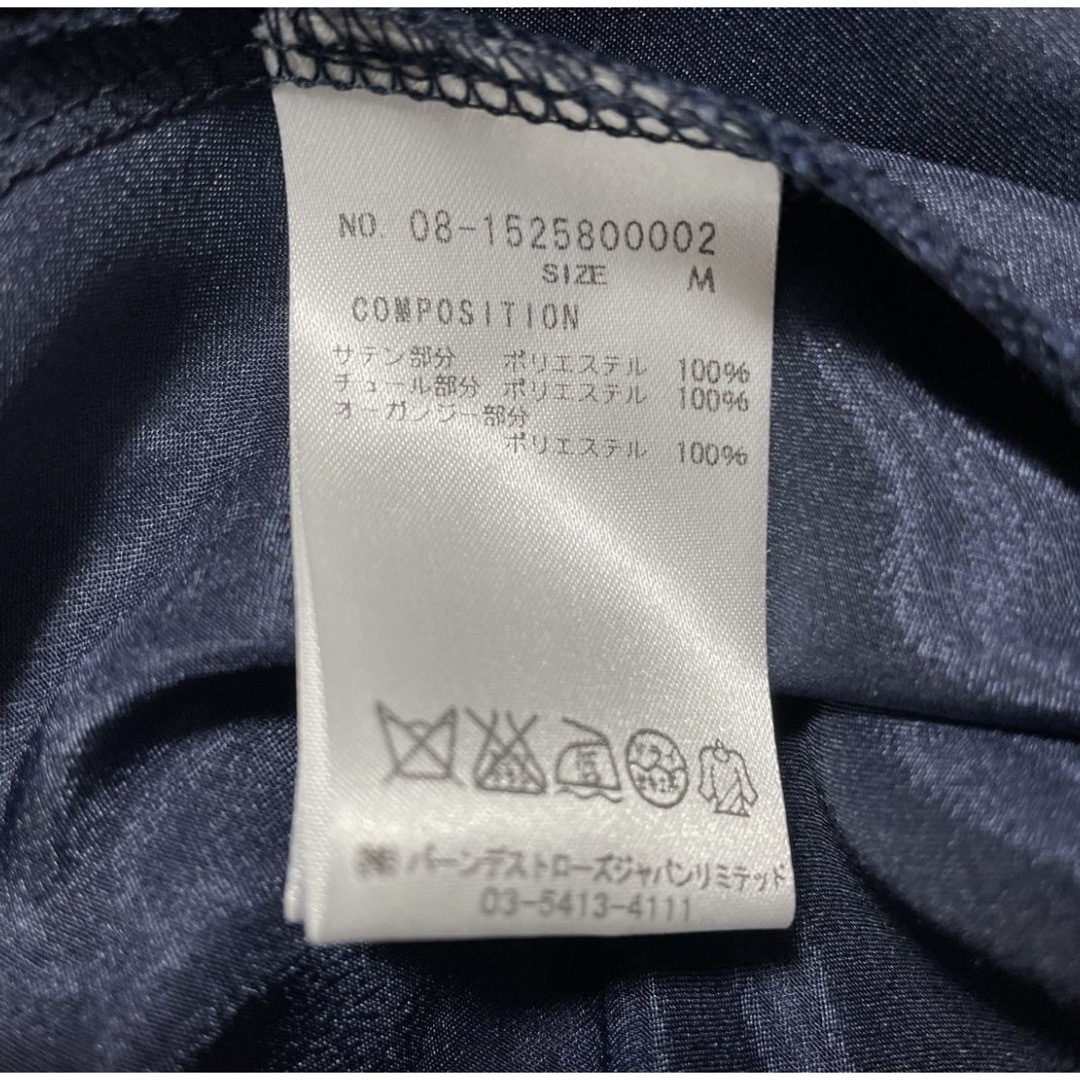 NO. 08-1525800002
SIZE M
COMPOSITION
サテン部分 ポリエステル 100%
チュール部分 ポリエステル 100%
オーガンジー部分
ポリエステル 100%
㈱バーンデストローズジャパンリミテッド
03-5413-4111